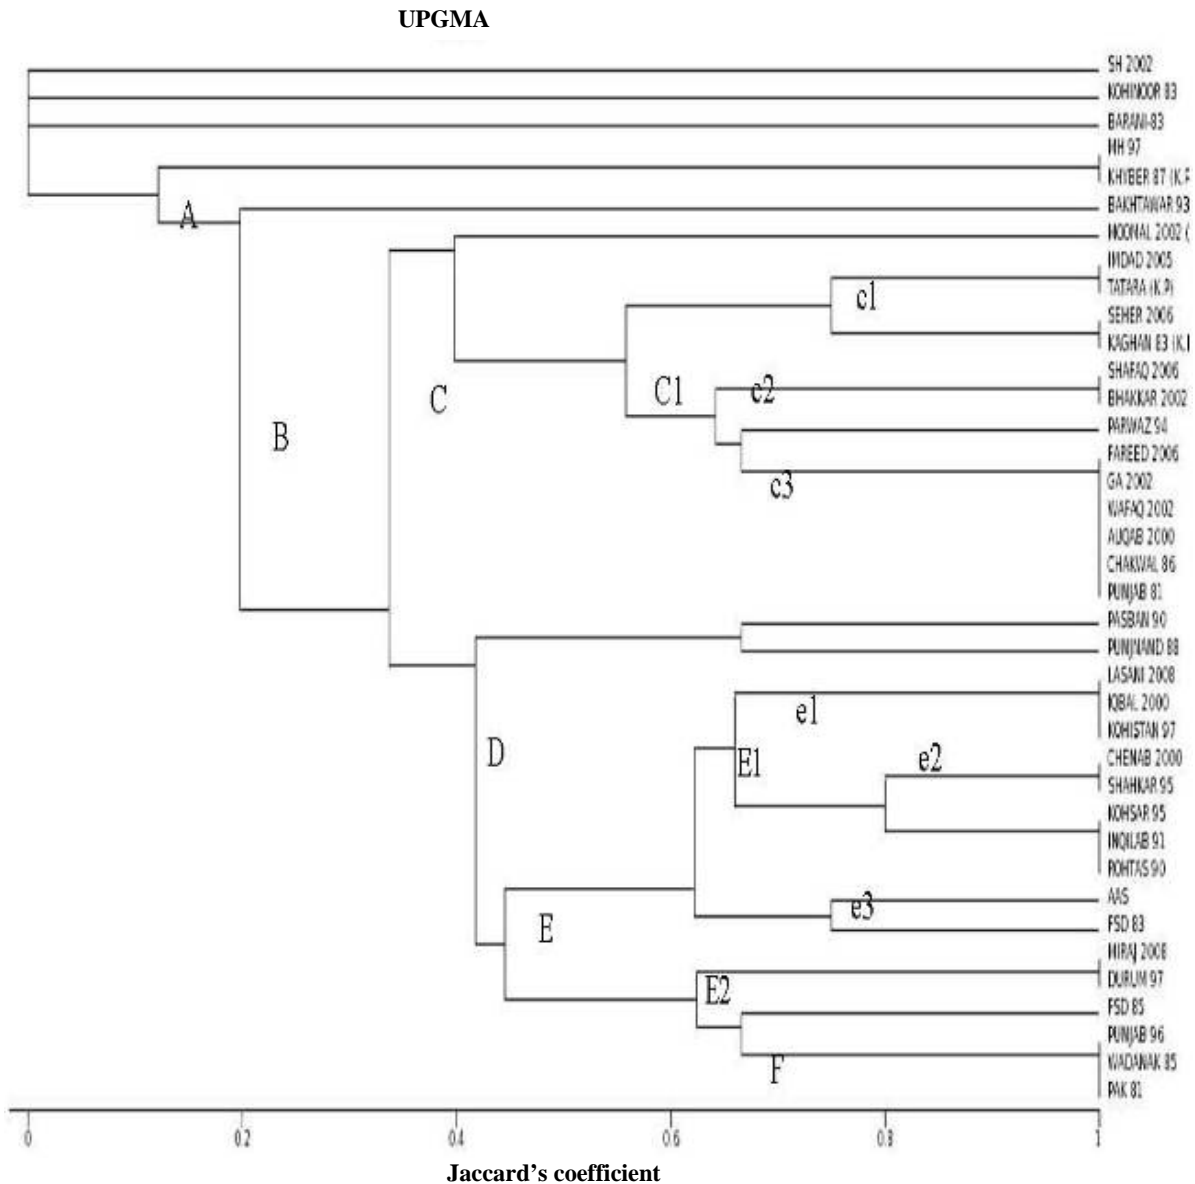 UPGMA
SH 2002
KOHINOOR 83
BARANI-83
MH 97
KHYBER 87 (K.P
A
BAKHTAWAR 93
MOOMAL 2002 (
IMDAD 2005
TATARA (K.P)
c1
SEHER 2006
KAGHAN 83 (K.
SHAFAQ 2006
C
C1
c2
BHAKKAR 2002
PARWAZ 94
B
FAREED 2006
GA 2002
c3
WAFAQ 2002
AUQAB 2000
CHAKWAL 86
PUNJAB 81
PASBAN 90
PUNJNAND 88
LASANI 2008
IQBAL 2000
e1
KOHISTAN 97
D
E1
e2
CHENAB 2000
SHAHKAR 95
KOHSAR 95
INQILAB 91
ROHTAS 90
AAS
e3
FSD 83
E
MIRAJ 2008
DURUM 97
E2
FSD 85
PUNJAB 96
WADANAK 85
F
PAK 81
0 0.2 0.4 0.6 0.8 1
Jaccard's coefficient